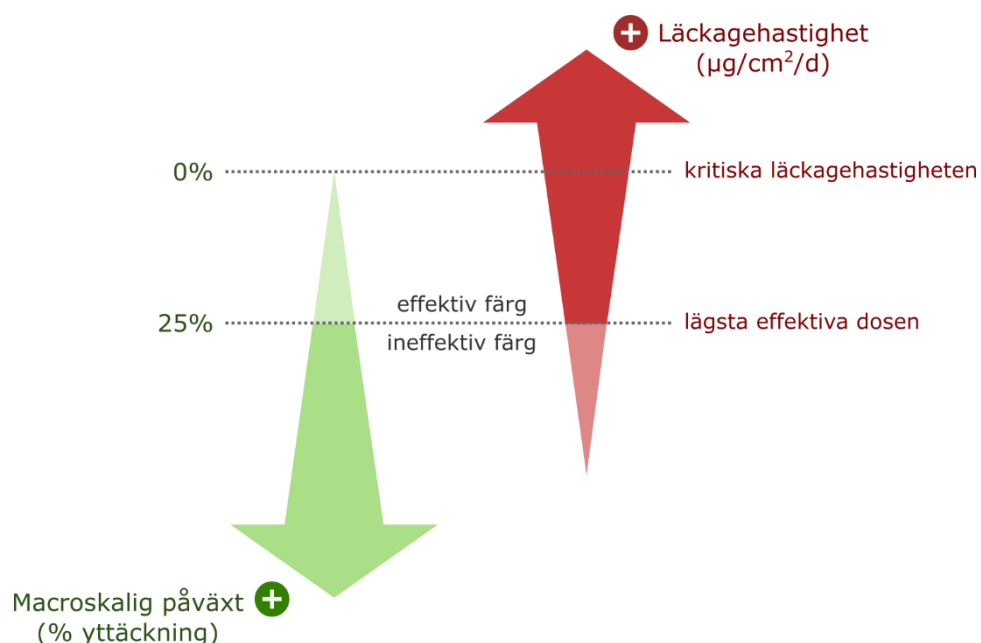 + Läckagehastighet
(µg/cm²/d)
0%
kritiska läckagehastigheten
effektiv färg
25%
lägsta effektiva dosen
ineffektiv färg
Macroskalig påväxt +
(% yttäckning)